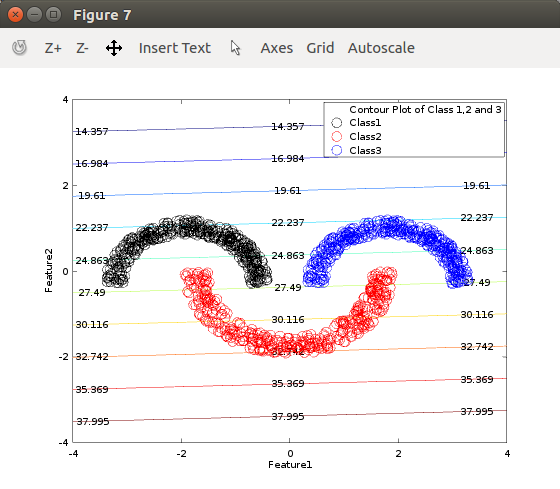 Figure 7
Z+ Z- Insert Text Axes Grid Autoscale
Contour Plot of Class 1,2 and 3
Class1
Class2
Class3
4
2
0
-2
-4
Feature2
14.357 14.357
16.984 16.984
19.61 19.61 19.61
22.237 22.237 22.237
24.863 24.863 24.863
27.49 27.49 27.49
30.116 30.116 30.116
32.742 32.742 32.742
35.369 35.369 35.369
37.995 37.995 37.995
-4 -2 0 2 4
Feature1